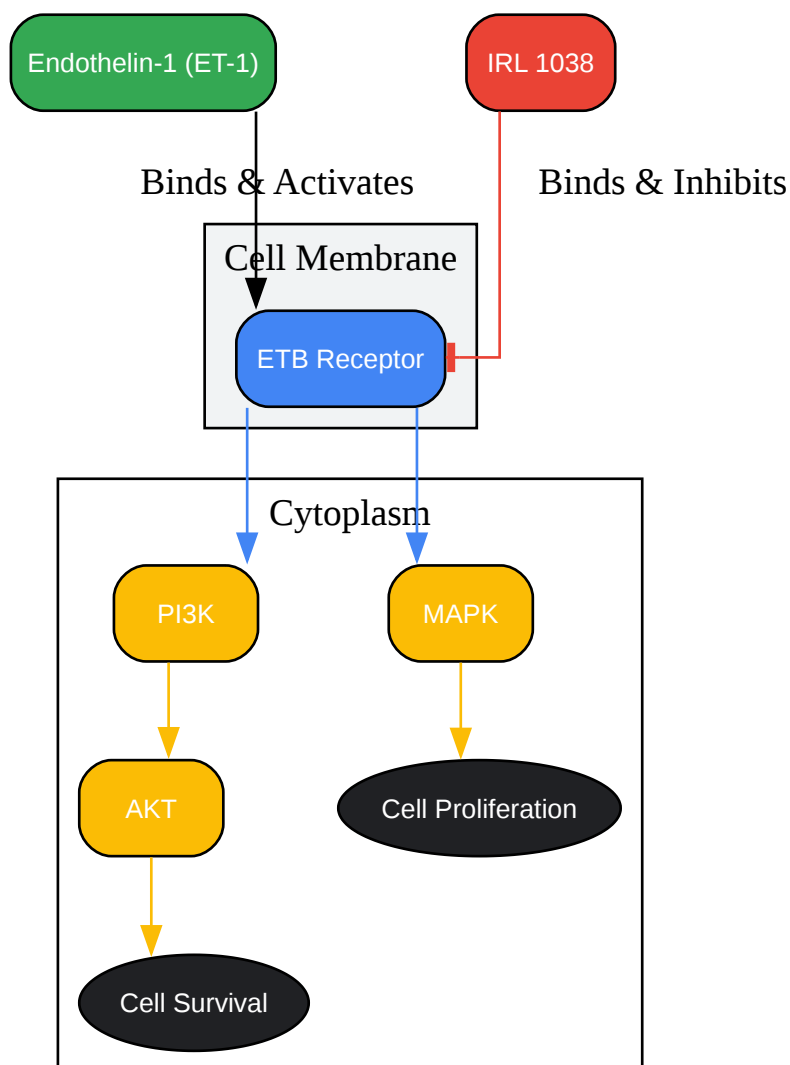 Endothelin-1 (ET-1)
IRL 1038
Binds & Activates
Binds & Inhibits
Cell Membrane
ETB Receptor
Cytoplasm
PI3K
MAPK
AKT
Cell Proliferation
Cell Survival